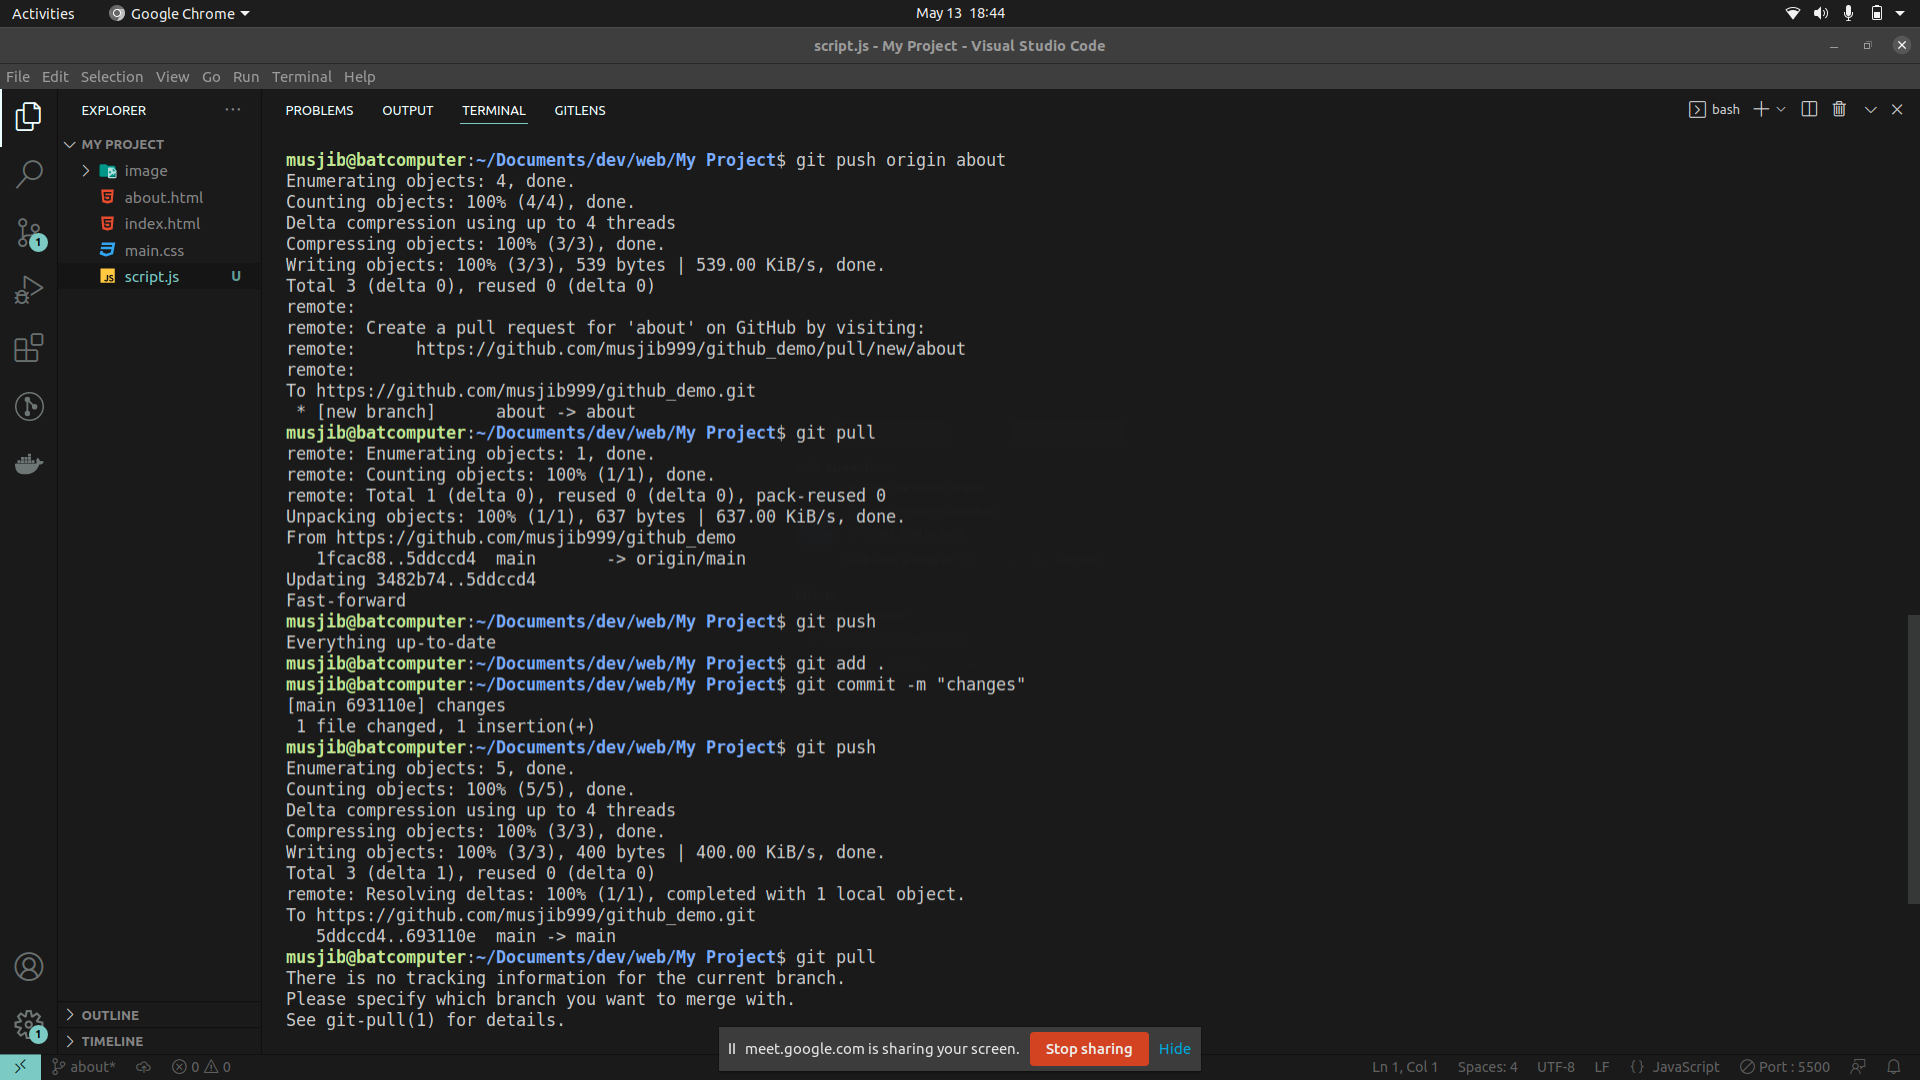 Activities Google Chrome May 13 18:44
script.js - My Project - Visual Studio Code
File Edit Selection View Go Run Terminal Help
EXPLORER ··· PROBLEMS OUTPUT TERMINAL GITLENS bash
MY PROJECT
image
about.html
index.html
main.css
script.js U
1
musjib@batcomputer:~/Documents/dev/web/My Project$ git push origin about
Enumerating objects: 4, done.
Counting objects: 100% (4/4), done.
Delta compression using up to 4 threads
Compressing objects: 100% (3/3), done.
Writing objects: 100% (3/3), 539 bytes | 539.00 KiB/s, done.
Total 3 (delta 0), reused 0 (delta 0)
remote:
remote: Create a pull request for 'about' on GitHub by visiting:
remote:      https://github.com/musjib999/github_demo/pull/new/about
remote:
To https://github.com/musjib999/github_demo.git
 * [new branch]      about -> about
musjib@batcomputer:~/Documents/dev/web/My Project$ git pull
remote: Enumerating objects: 1, done.
remote: Counting objects: 100% (1/1), done.
remote: Total 1 (delta 0), reused 0 (delta 0), pack-reused 0
Unpacking objects: 100% (1/1), 637 bytes | 637.00 KiB/s, done.
From https://github.com/musjib999/github_demo
   1fcac88..5ddccd4  main       -> origin/main
Updating 3482b74..5ddccd4
Fast-forward
musjib@batcomputer:~/Documents/dev/web/My Project$ git push
Everything up-to-date
musjib@batcomputer:~/Documents/dev/web/My Project$ git add .
musjib@batcomputer:~/Documents/dev/web/My Project$ git commit -m "changes"
[main 693110e] changes
 1 file changed, 1 insertion(+)
musjib@batcomputer:~/Documents/dev/web/My Project$ git push
Enumerating objects: 5, done.
Counting objects: 100% (5/5), done.
Delta compression using up to 4 threads
Compressing objects: 100% (3/3), done.
Writing objects: 100% (3/3), 400 bytes | 400.00 KiB/s, done.
Total 3 (delta 1), reused 0 (delta 0)
remote: Resolving deltas: 100% (1/1), completed with 1 local object.
To https://github.com/musjib999/github_demo.git
   5ddccd4..693110e  main -> main
musjib@batcomputer:~/Documents/dev/web/My Project$ git pull
There is no tracking information for the current branch.
Please specify which branch you want to merge with.
See git-pull(1) for details.
OUTLINE
1
TIMELINE
meet.google.com is sharing your screen. Stop sharing Hide
about* 0 0 Ln 1, Col 1 Spaces: 4 UTF-8 LF {} JavaScript Port : 5500